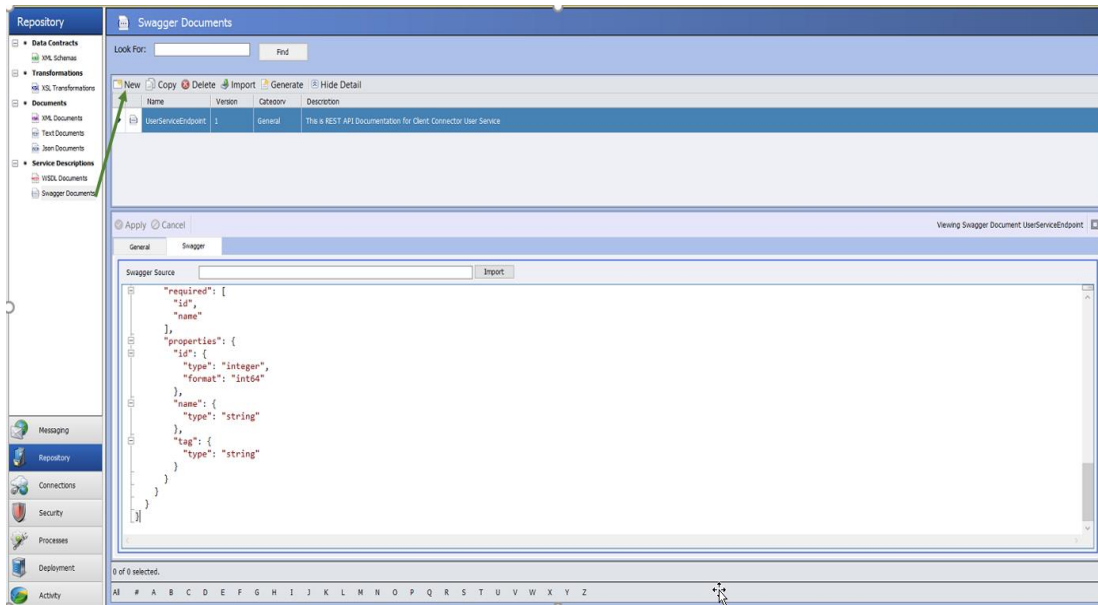 Repository
Data Contracts
XML Schemas
Transformations
XSL Transformations
Documents
XML Documents
Text Documents
Json Documents
Service Descriptions
WSDL Documents
Swagger Documents
Messaging
Repository
Connections
Security
Processes
Deployment
Activity
Swagger Documents
Look For:
Find
New Copy Delete Import Generate Hide Detail
Name Version Category Description
UserServiceEndpoint 1 General This is REST API Documentation for Client Connector User Service
Apply Cancel
Viewing Swagger Document UserServiceEndpoint
General Swagger
Swagger Source
Import
"required": [
"id",
"name"
],
"properties": {
"id": {
"type": "integer",
"format": "int64"
},
"name": {
"type": "string"
},
"tag": {
"type": "string"
}
}
}
}
}
0 of 0 selected.
All # A B C D E F G H I J K L M N O P Q R S T U V W X Y Z